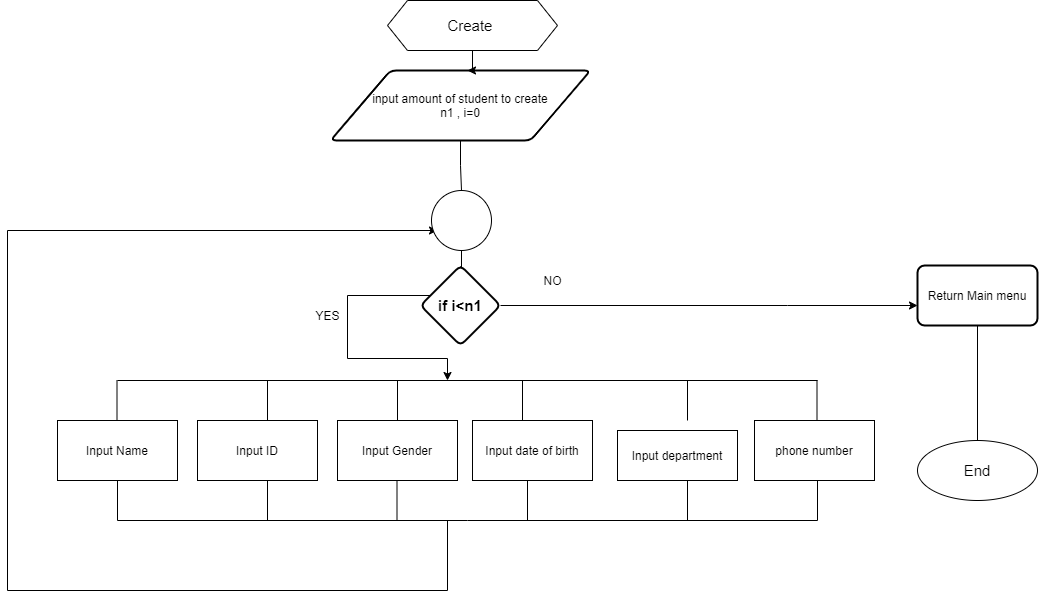 Create
input amount of student to create
n1 , i=0
NO
Return Main menu
if i<n1
YES
Input Name
Input ID
Input Gender
Input date of birth
Input department
phone number
End